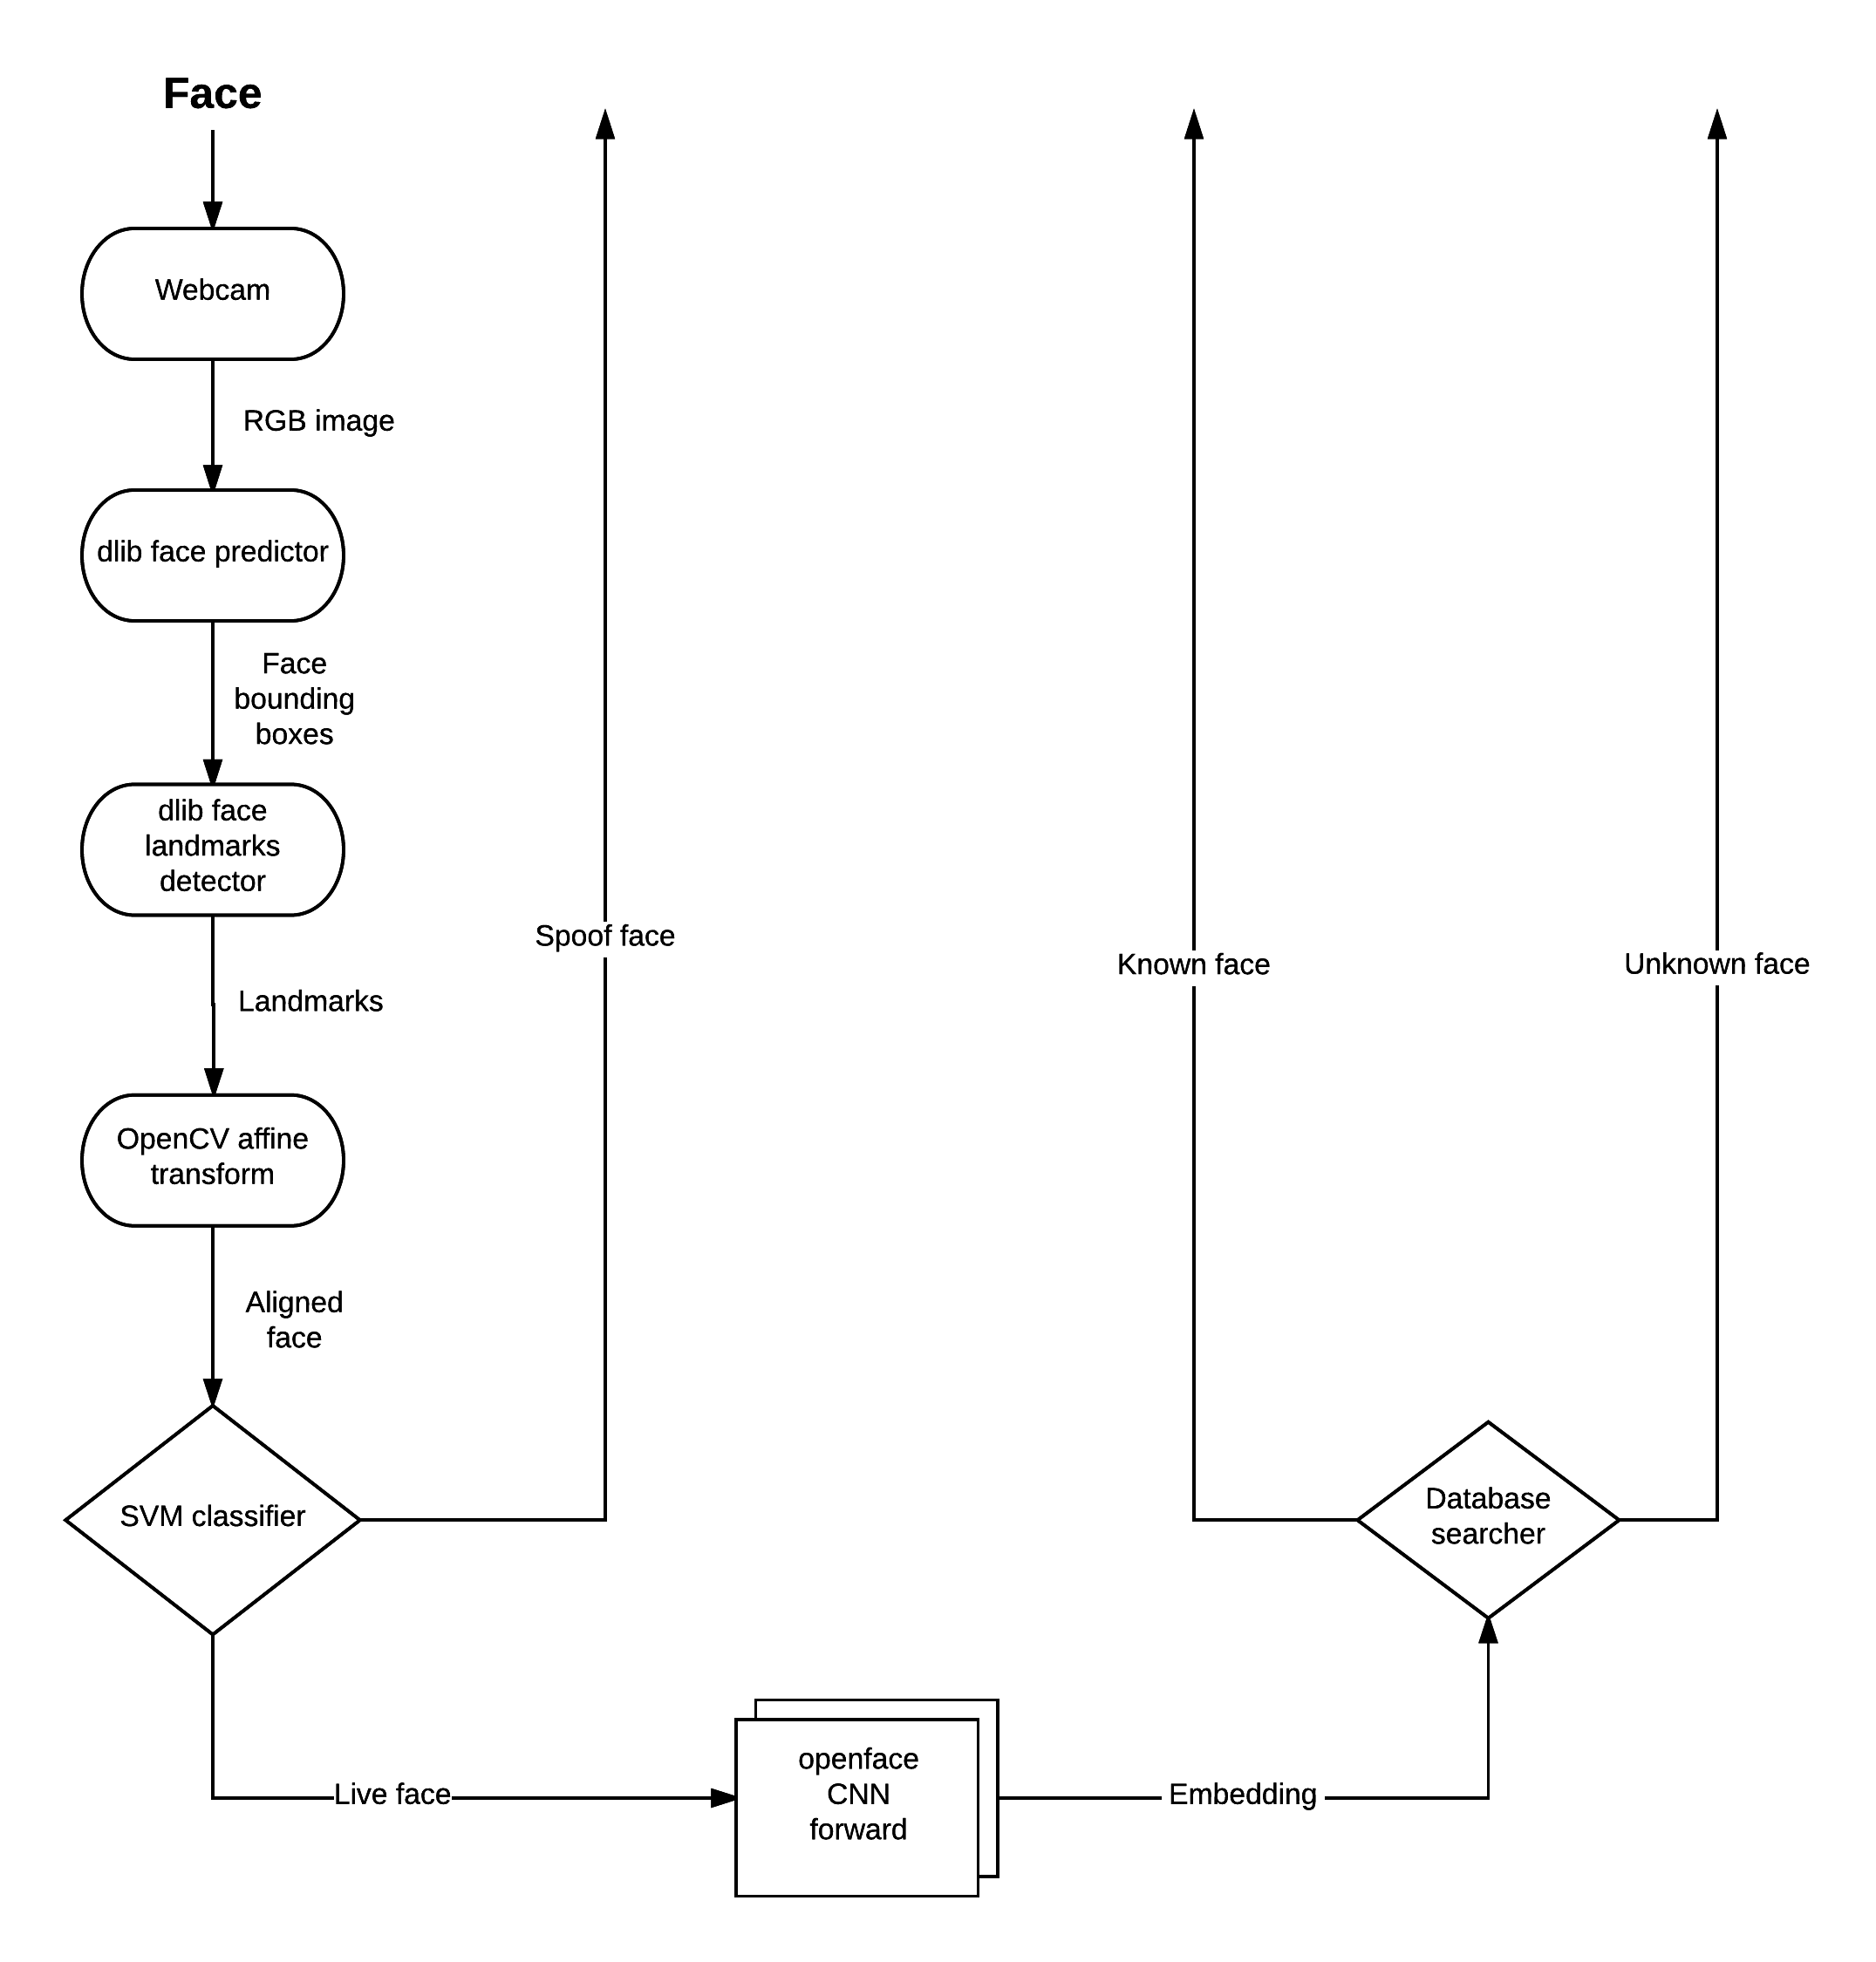 Face
Webcam
RGB image
dlib face predictor
Face
bounding
boxes
dlib face
landmarks
detector
Spoof face
Known face
Unknown face
Landmarks
OpenCV affine
transform
Aligned
face
SVM classifier
Database
searcher
Live face
openface
CNN
forward
Embedding